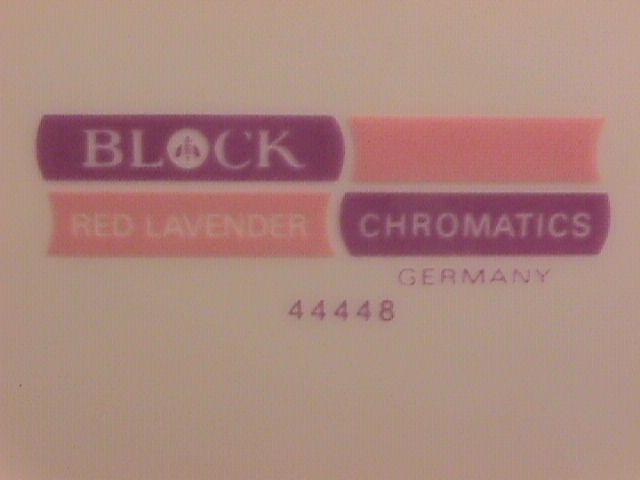 BLOCK
RED LAVENDER CHROMATICS
GERMANY
44448